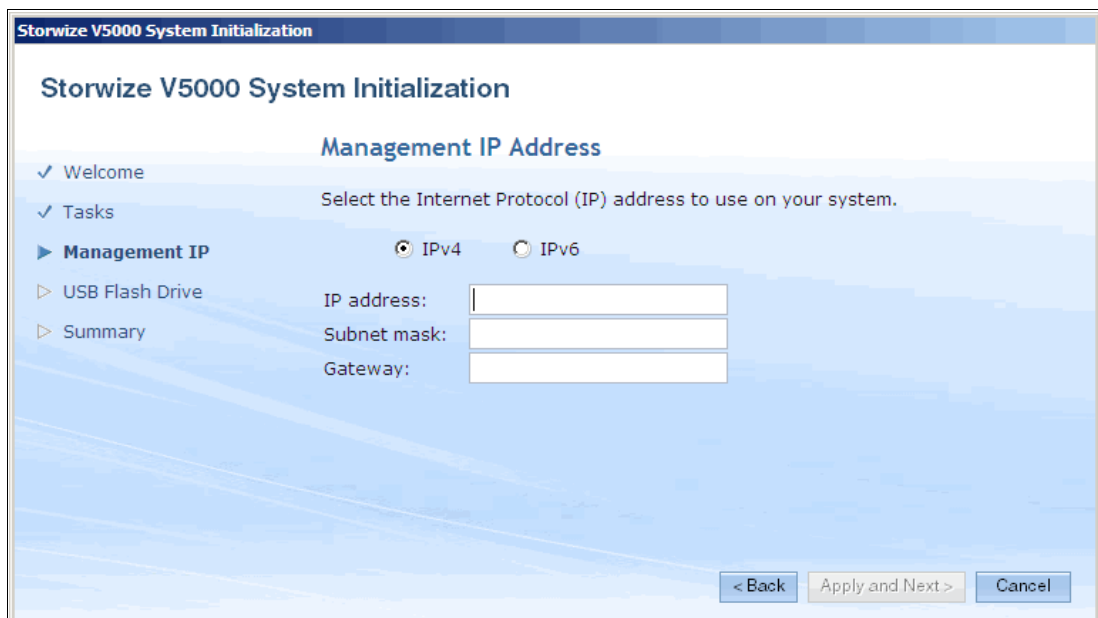 Storwize V5000 System Initialization
Storwize V5000 System Initialization
Welcome
Tasks
Management IP
USB Flash Drive
Summary
Management IP Address
Select the Internet Protocol (IP) address to use on your system.
IPv4 IPv6
IP address:
Subnet mask:
Gateway:
< Back Apply and Next > Cancel